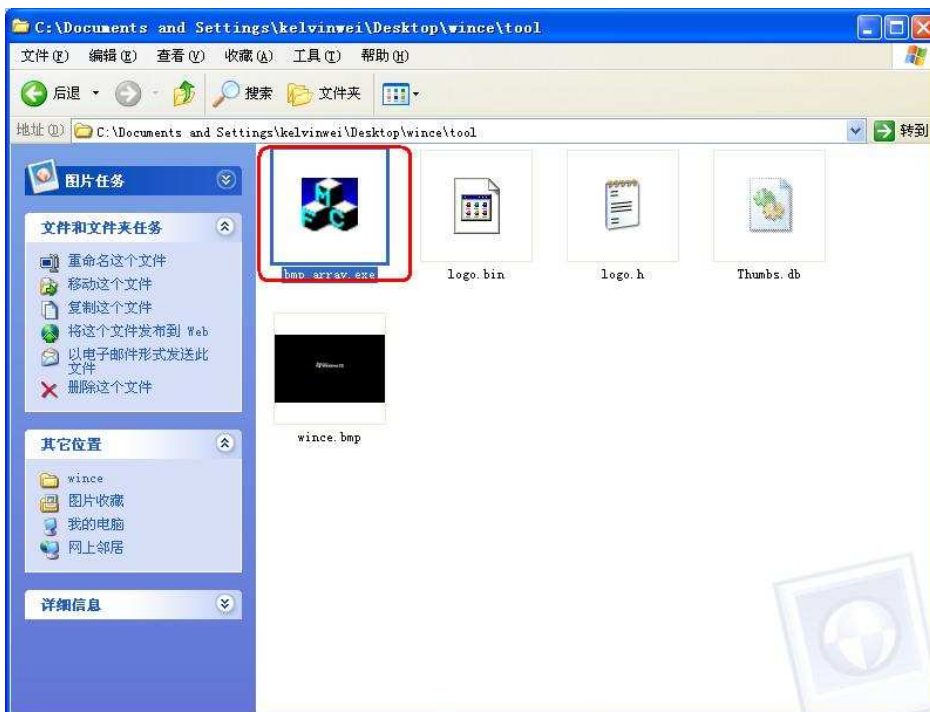 C:\Documents and Settings\kelvinwei\Desktop\wince\tool
文件(F) 编辑(E) 查看(V) 收藏(A) 工具(T) 帮助(H)
后退 搜索 文件夹
地址(D) C:\Documents and Settings\kelvinwei\Desktop\wince\tool 转到
图片任务
文件和文件夹任务
重命名这个文件
移动这个文件
复制这个文件
将这个文件发布到 Web
以电子邮件形式发送此
文件
删除这个文件
其它位置
wince
图片收藏
我的电脑
网上邻居
详细信息
M
F C
bmp_array.exe logo.bin logo.h Thumbs.db
wince.bmp